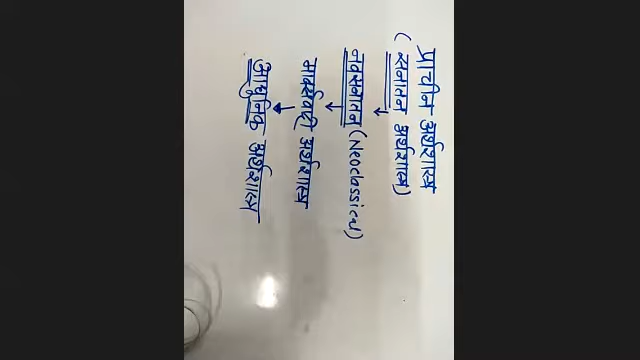 प्राचीन अर्थशास्त्र
(सनातन अर्थशास्त्र)
↓
नवसनातन (Neoclassical)
↓
मार्क्सवादी अर्थशास्त्र
↓
आधुनिक अर्थशास्त्र